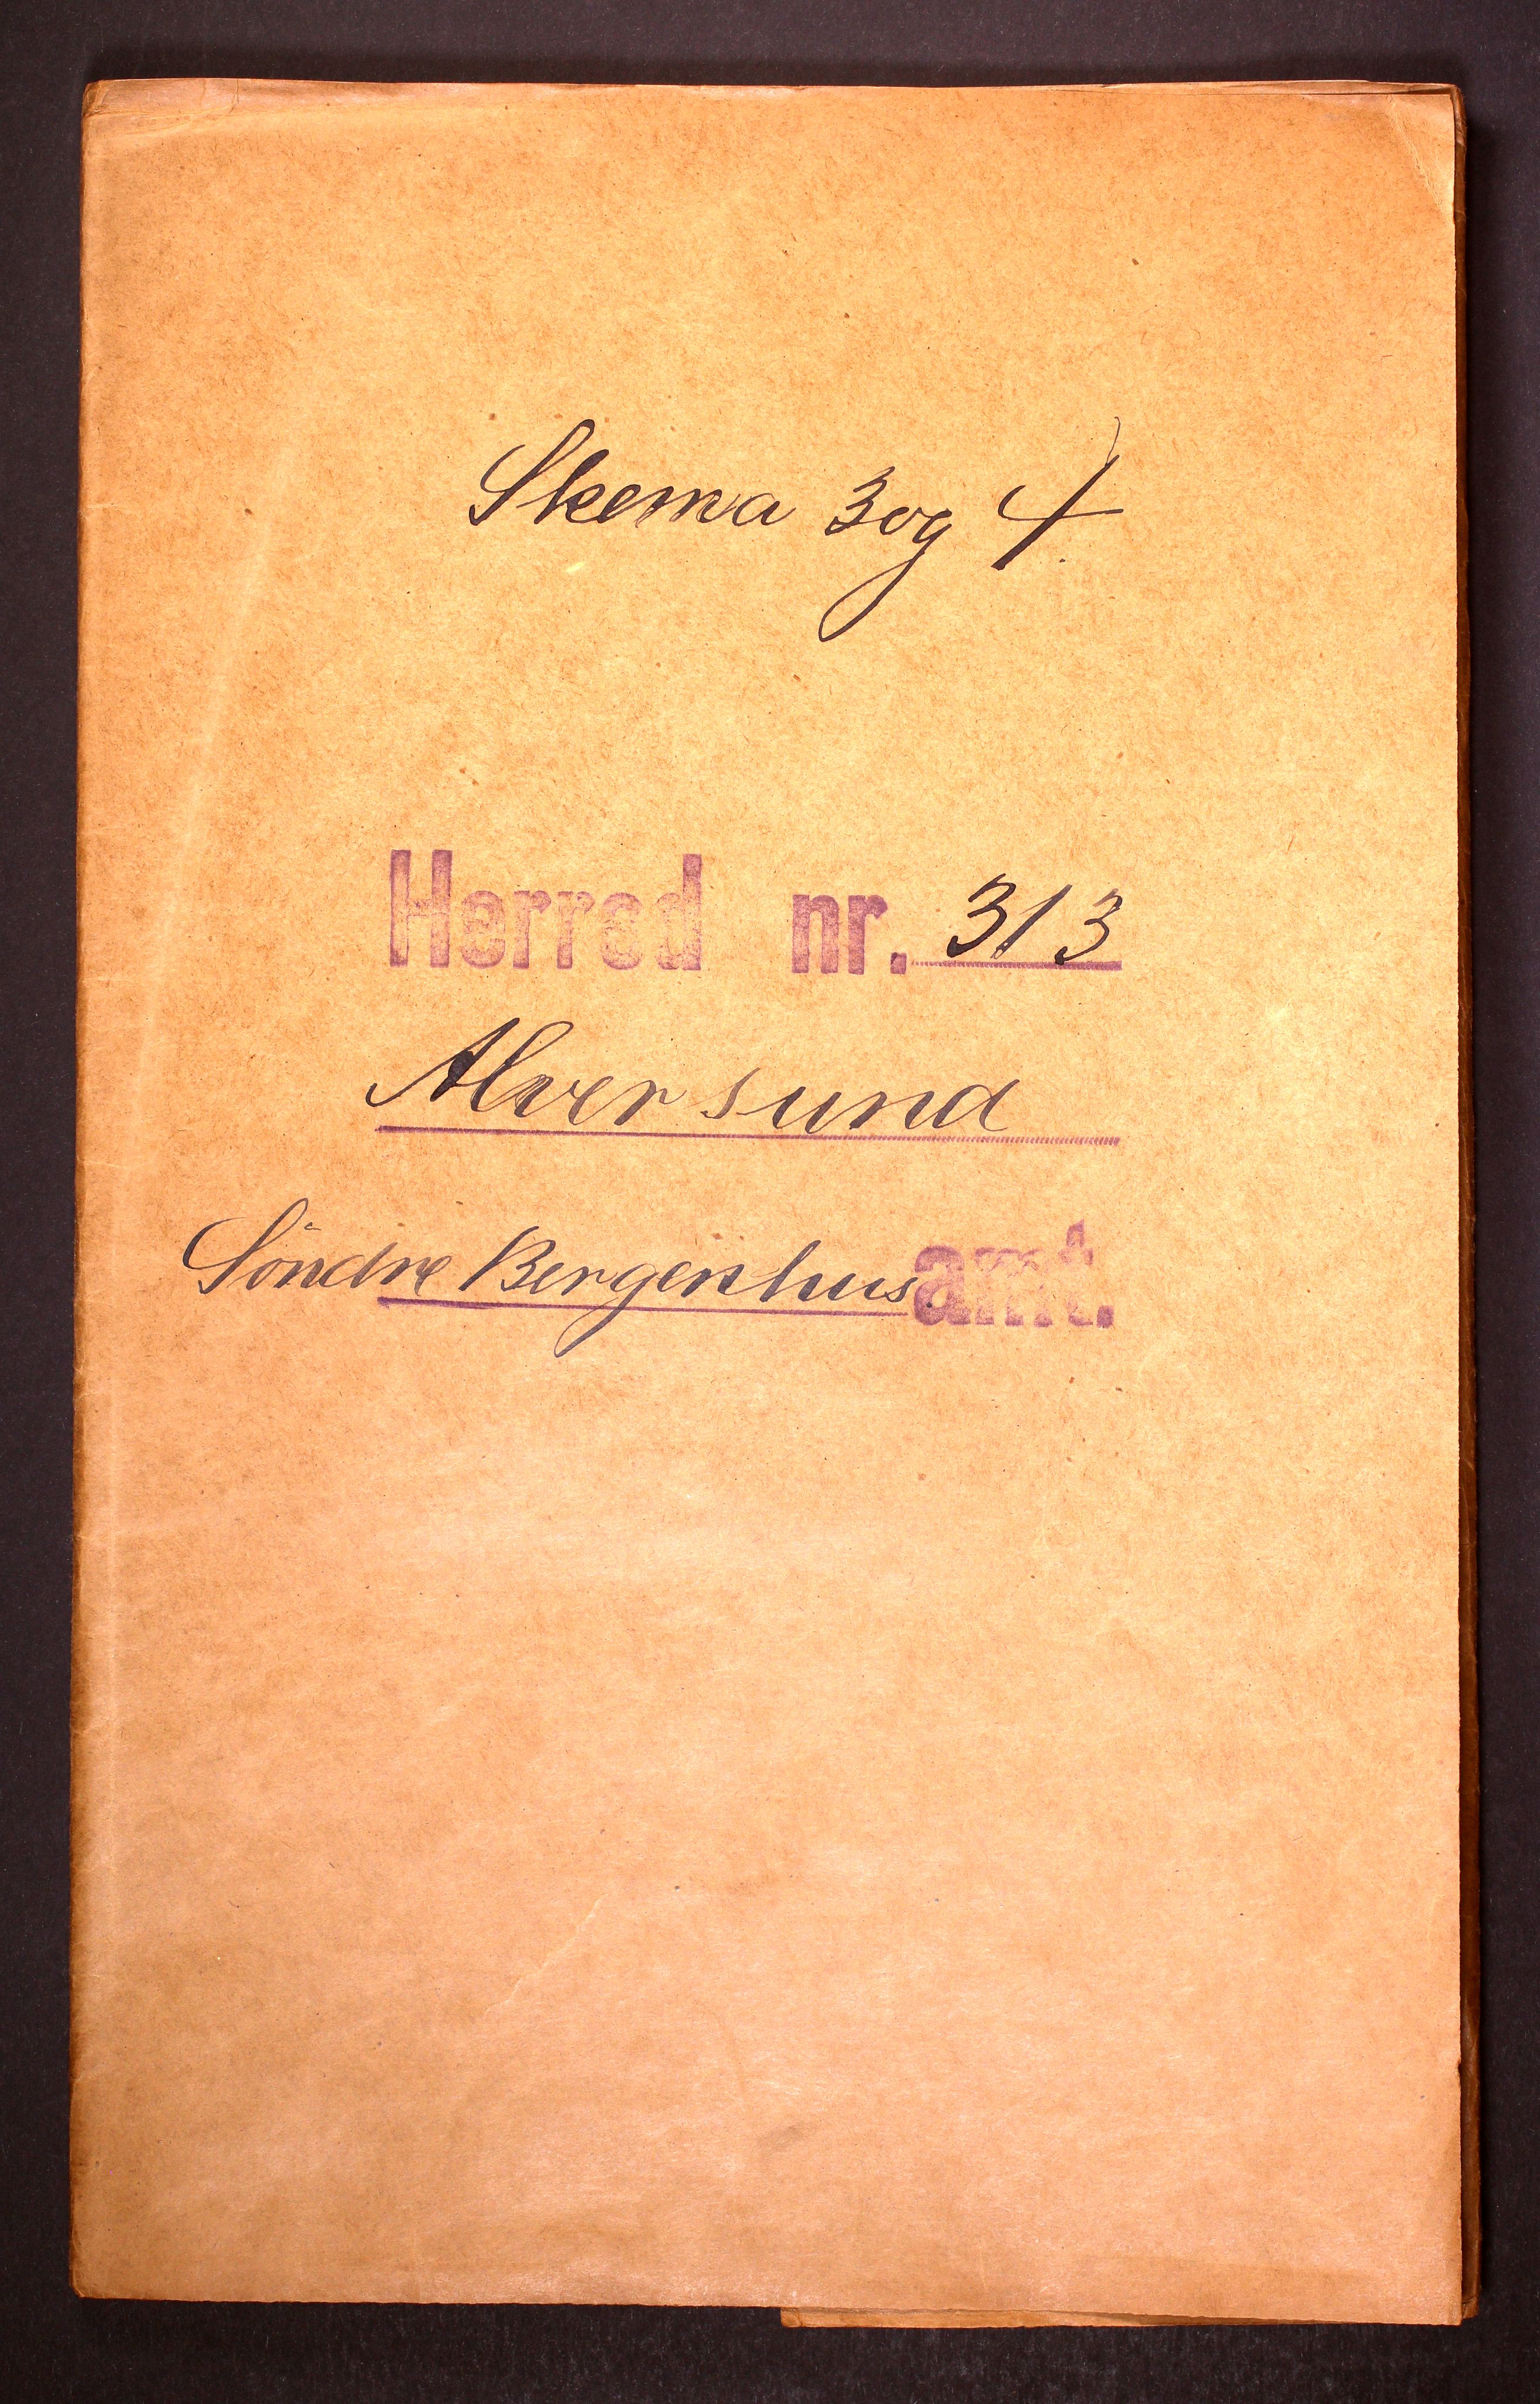 Skema 3 og 4.
Herred nr. 313
Alversund
Söndre Bergenhus amt.